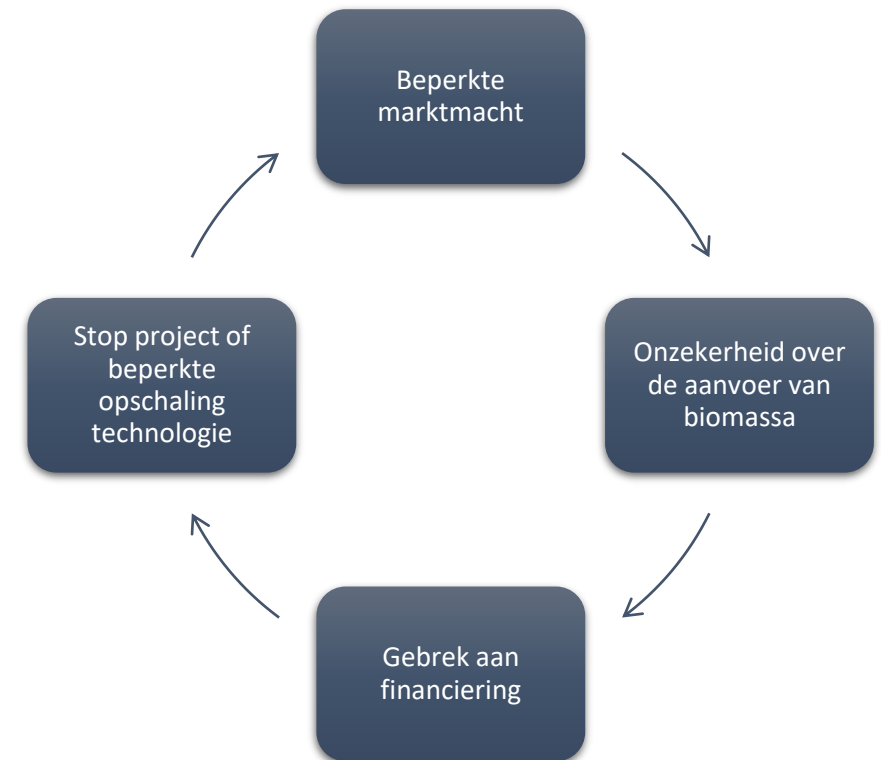 Beperkte
marktmacht
Onzekerheid over
de aanvoer van
biomassa
Gebrek aan
financiering
Stop project of
beperkte
opschaling
technologie